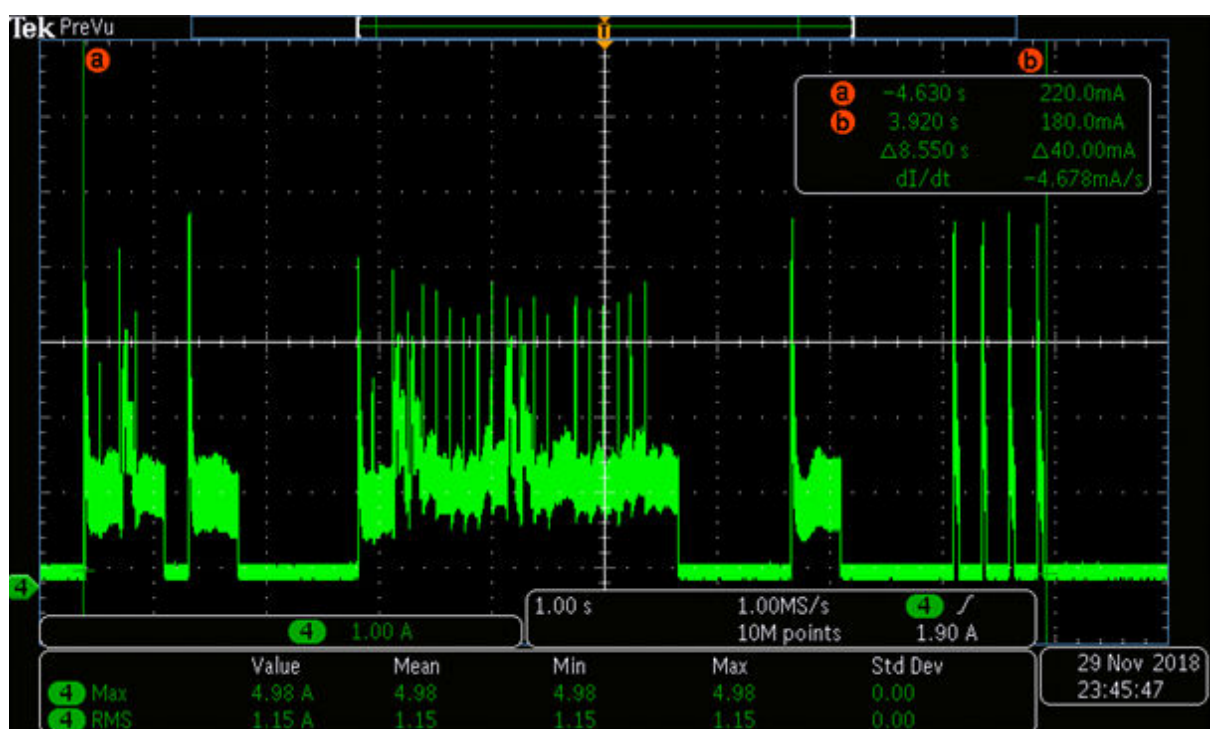 Tek PreVu
a
b
a -4.630 s 220.0mA
b 3.920 s 180.0mA
△8.550 s △40.00mA
dI/dt -4.678mA/s
4
1.00 s 1.00MS/s 4
10M points 1.90 A
4 1.00 A
Value Mean Min Max Std Dev
4 Max 4.98 A 4.98 4.98 4.98 0.00
4 RMS 1.15 A 1.15 1.15 1.15 0.00
29 Nov 2018
23:45:47